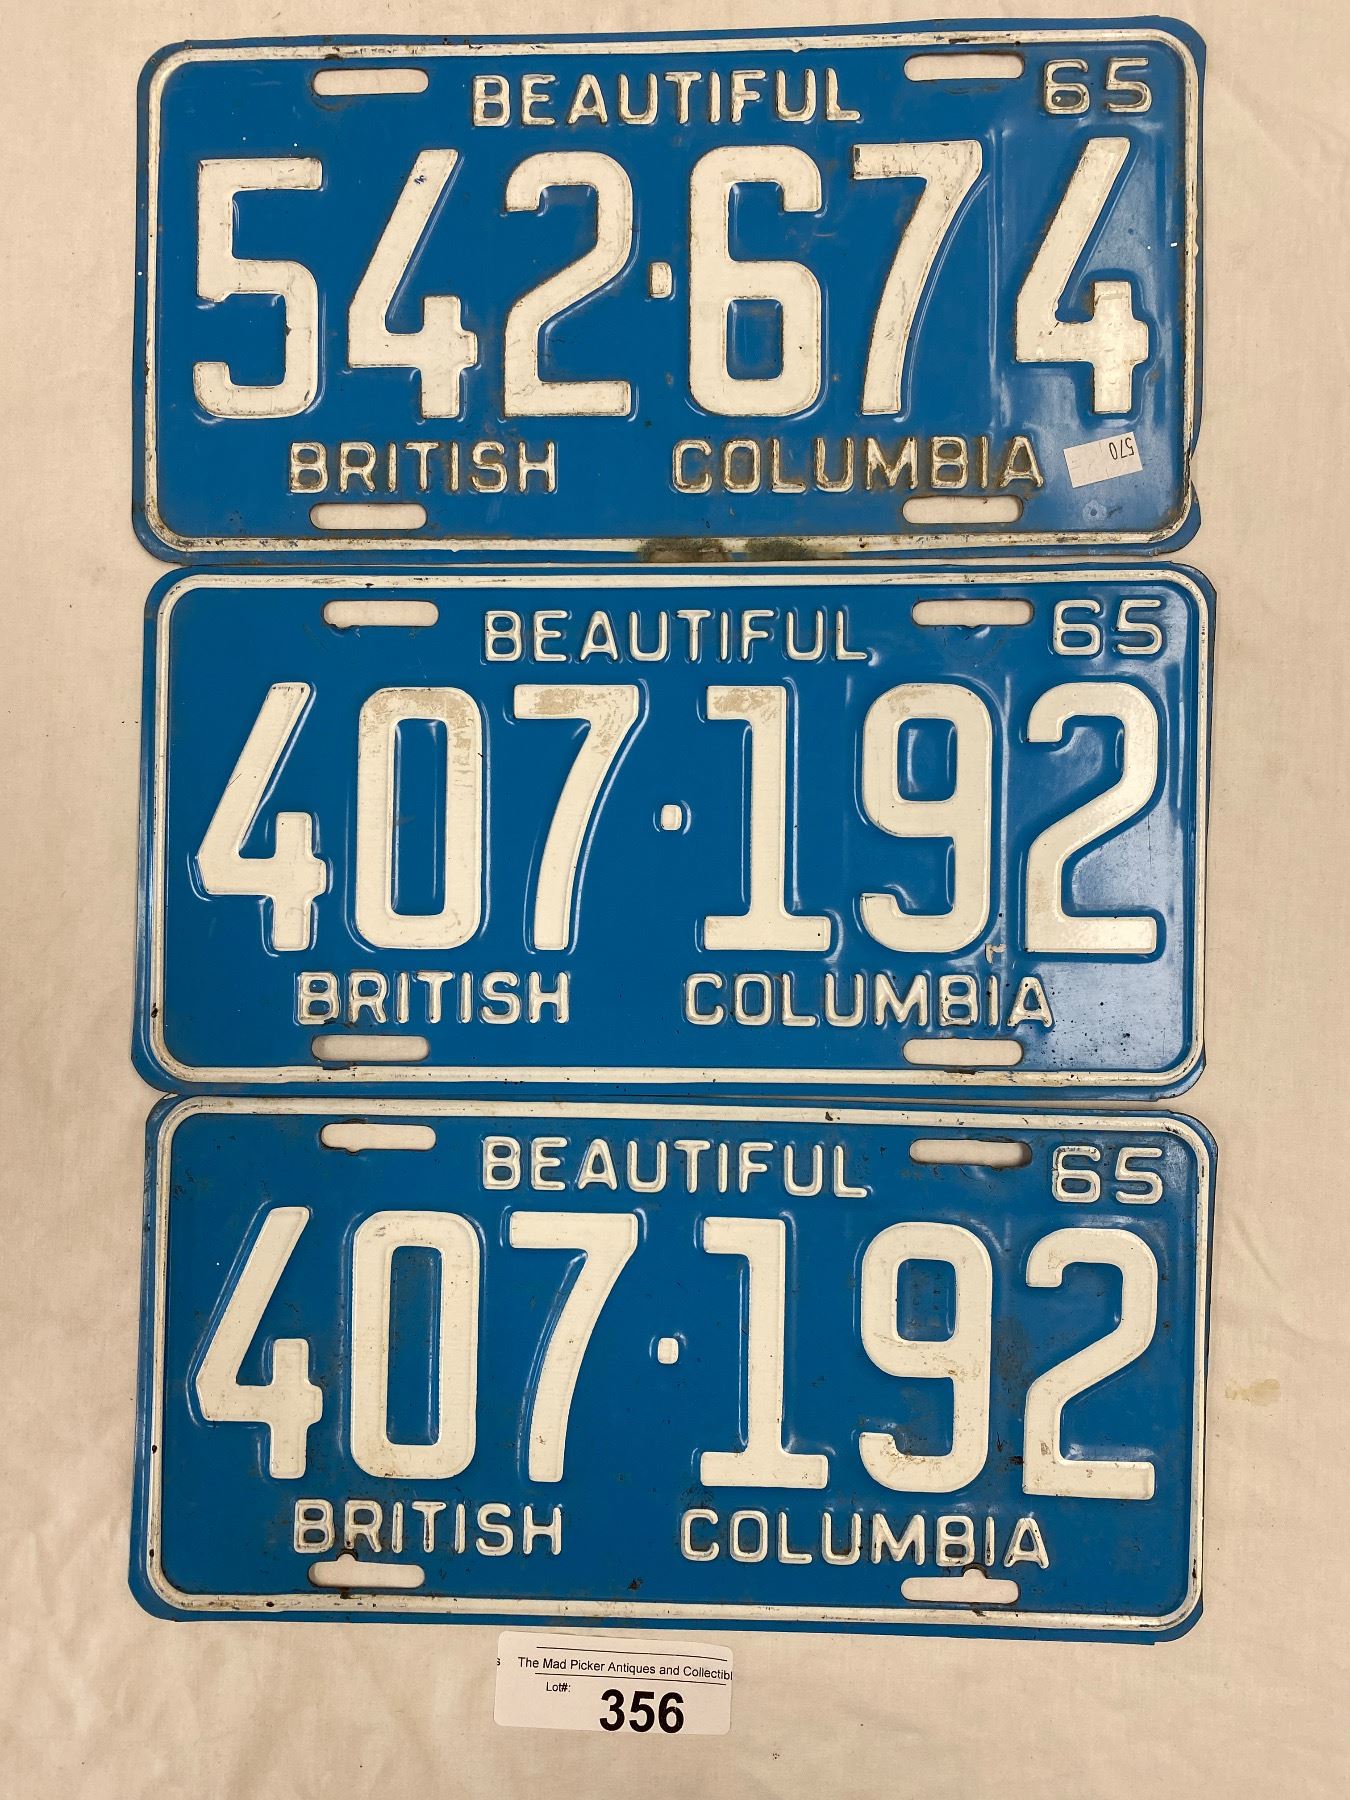 BEAUTIFUL 65
542·674
BRITISH COLUMBIA
570
BEAUTIFUL 65
407·192
BRITISH COLUMBIA
BEAUTIFUL 65
407·192
BRITISH COLUMBIA
s The Mad Picker Antiques and Collectibl
Lot#: 356